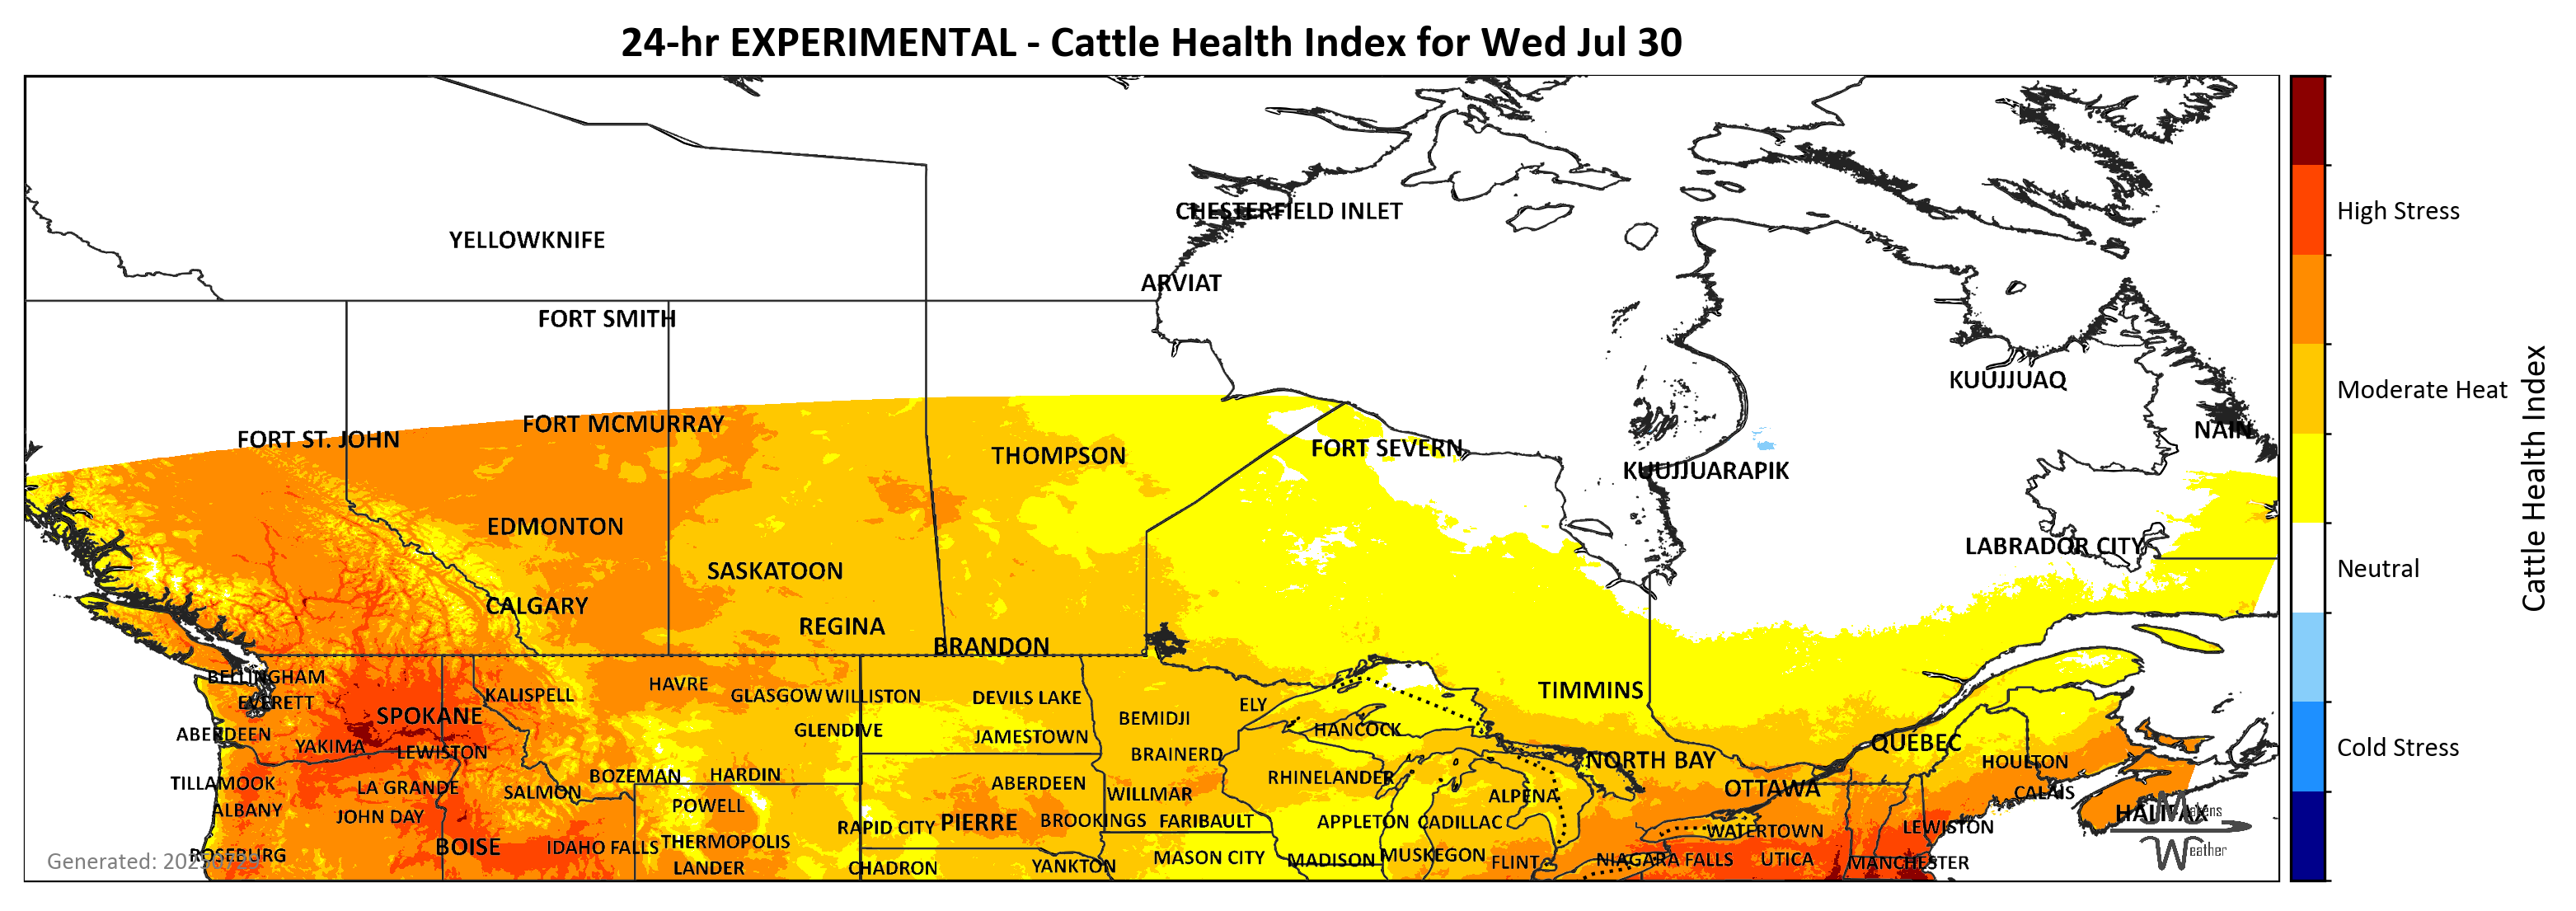 24-hr EXPERIMENTAL - Cattle Health Index for Wed Jul 30
CHESTERFIELD INLET
High Stress
YELLOWKNIFE
ARVIAT
FORT SMITH
KUUJJUAQ
Moderate Heat
FORT MCMURRAY
FORT ST. JOHN
NAIN
THOMPSON
FORT SEVERN
KUUJJUARAPIK
Cattle Health Index
EDMONTON
LABRADOR CITY
SASKATOON
Neutral
CALGARY
REGINA
BRANDON
BELLINGHAM
HAVRE
KALISPELL
GLASGOW
WILLISTON
DEVILS LAKE
TIMMINS
EVERETT
ELY
SPOKANE
BEMIDJI
ABERDEEN
GLENDIVE
JAMESTOWN
HANCOCK
QUEBEC
YAKIMA
LEWISTON
BRAINERD
NORTH BAY
HOULTON
Cold Stress
BOZEMAN
HARDIN
RHINELANDER
TILLAMOOK
LA GRANDE
SALMON
ABERDEEN
WILLMAR
ALPENA
OTTAWA
CALAIS
ALBANY
JOHN DAY
POWELL
HALIFAX
Makens
RAPID CITY
PIERRE
BROOKINGS
FARIBAULT
APPLETON
CADILLAC
WATERTOWN
LEWISTON
BOISE
IDAHO FALLS
THERMOPOLIS
Weather
ROSEBURG
Generated:
LANDER
CHADRON
YANKTON
MASON CITY
MADISON
MUSKEGON
FLINT
NIAGARA FALLS
UTICA
MANCHESTER